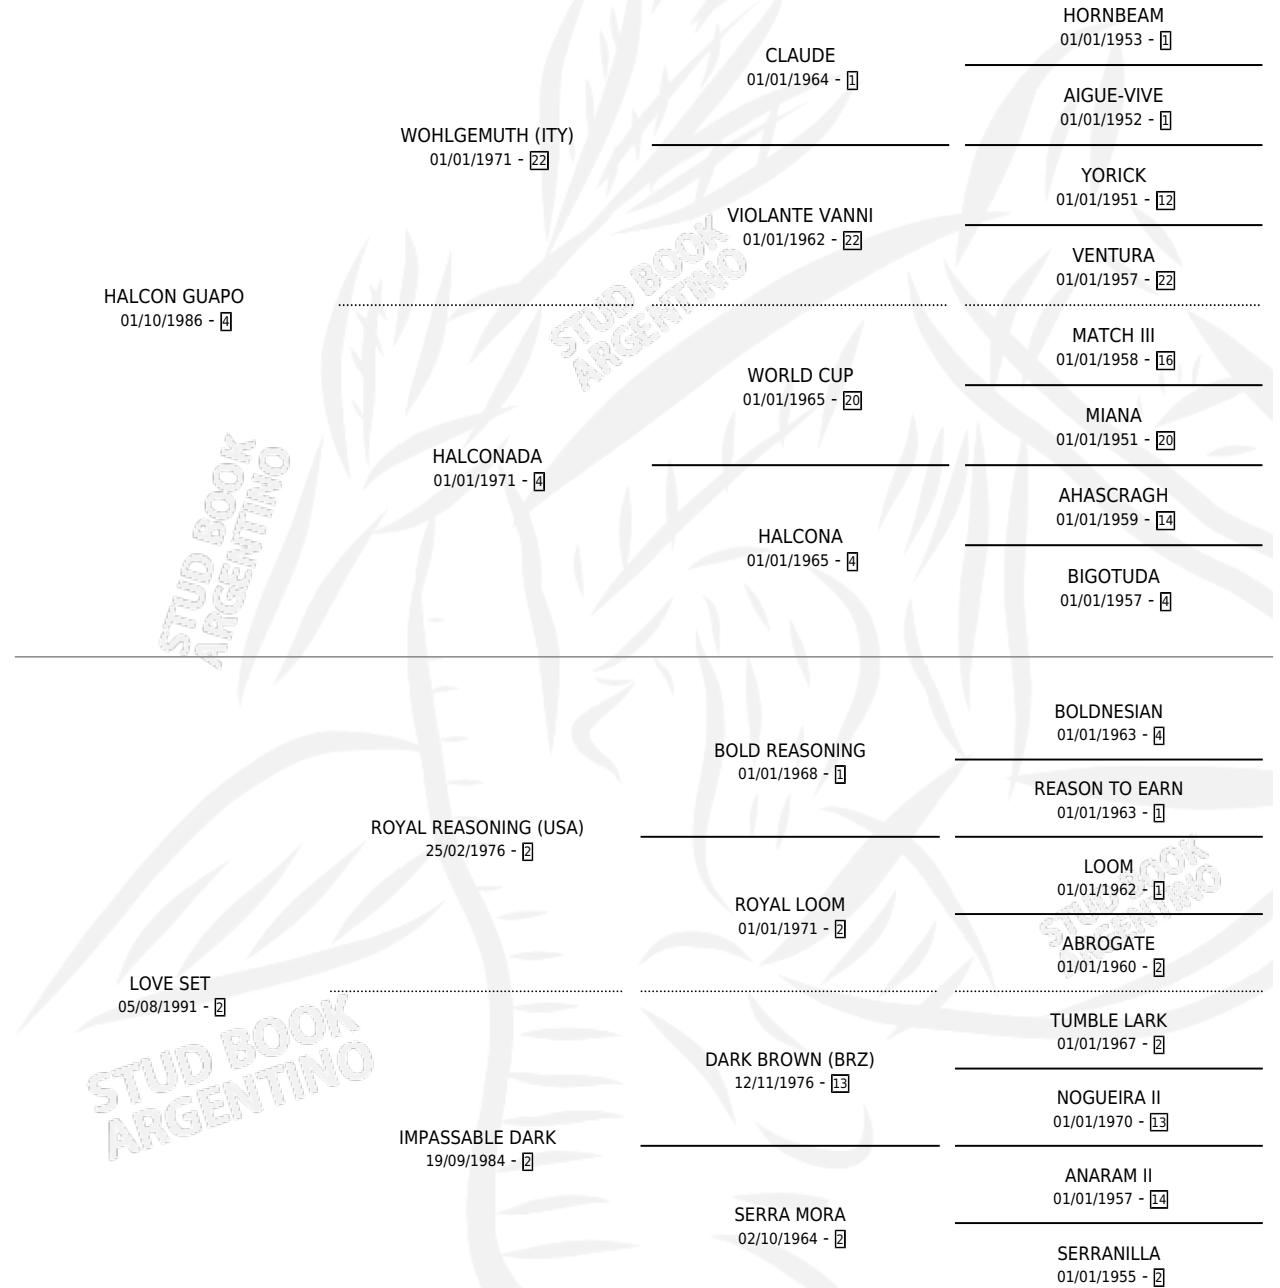 HORNBEAM
01/01/1953 - 1
CLAUDE
01/01/1964 - 1
AIGUE-VIVE
01/01/1952 - 1
WOHLGEMUTH (ITY)
01/01/1971 - 22
YORICK
01/01/1951 - 12
VIOLANTE VANNI
01/01/1962 - 22
VENTURA
01/01/1957 - 22
HALCON GUAPO
01/10/1986 - 4
MATCH III
01/01/1958 - 16
WORLD CUP
01/01/1965 - 20
MIANA
01/01/1951 - 20
HALCONADA
01/01/1971 - 4
AHASCRAGH
01/01/1959 - 14
HALCONA
01/01/1965 - 4
BIGOTUDA
01/01/1957 - 4
STUD BOOK
ARGENTINO
STUD BOOK
ARGENTINO
BOLDNESIAN
01/01/1963 - 4
BOLD REASONING
01/01/1968 - 1
REASON TO EARN
01/01/1963 - 1
ROYAL REASONING (USA)
25/02/1976 - 2
LOOM
01/01/1962 - 1
ROYAL LOOM
01/01/1971 - 2
ABROGATE
01/01/1960 - 2
LOVE SET
05/08/1991 - 2
TUMBLE LARK
01/01/1967 - 2
DARK BROWN (BRZ)
12/11/1976 - 13
NOGUEIRA II
01/01/1970 - 13
IMPASSABLE DARK
19/09/1984 - 2
ANARAM II
01/01/1957 - 14
SERRA MORA
02/10/1964 - 2
SERRANILLA
01/01/1955 - 2
STUD BOOK
ARGENTINO
STUD BOOK
ARGENTINO